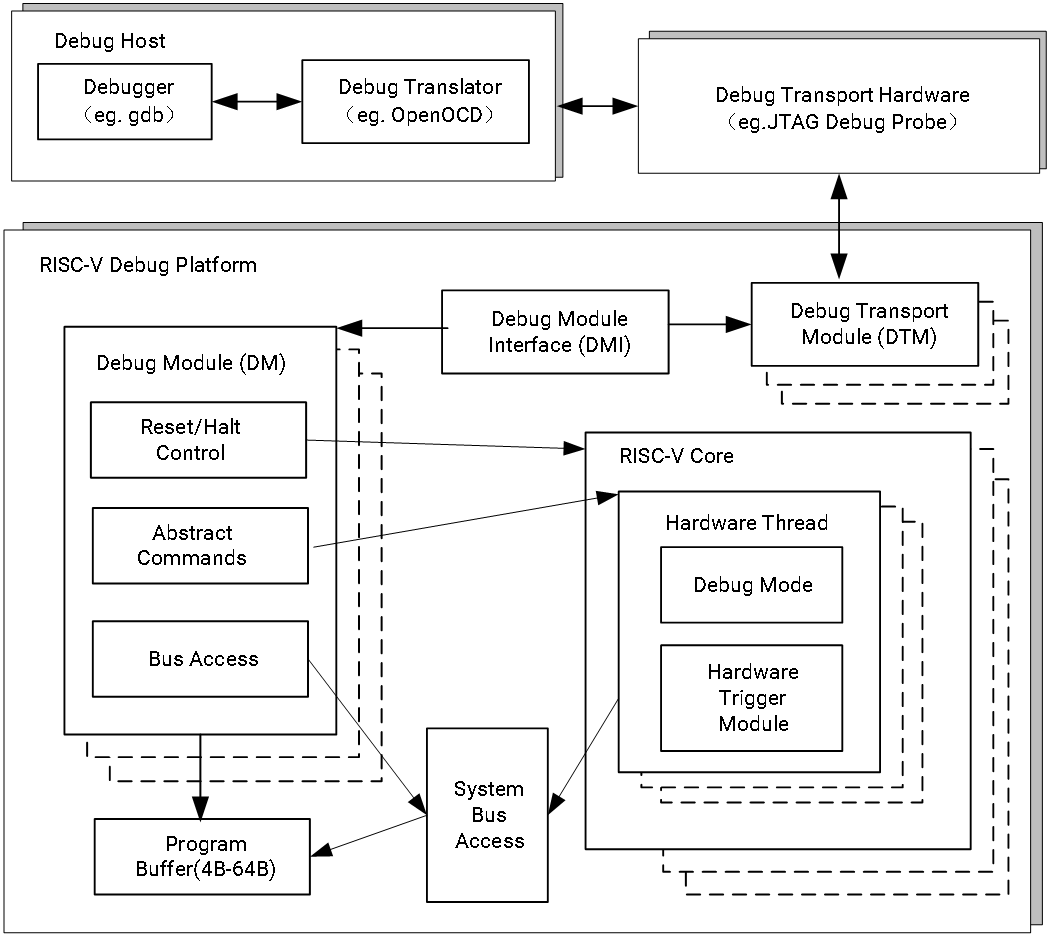 Debug Host
Debugger
（eg. gdb）
Debug Translator
（eg. OpenOCD）
Debug Transport Hardware
（eg.JTAG Debug Probe）
RISC-V Debug Platform
Debug Module
Interface (DMI)
Debug Transport
Module (DTM)
Debug Module (DM)
Reset/Halt
Control
Abstract
Commands
Bus Access
RISC-V Core
Hardware Thread
Debug Mode
Hardware
Trigger
Module
System
Bus
Access
Program
Buffer(4B-64B)